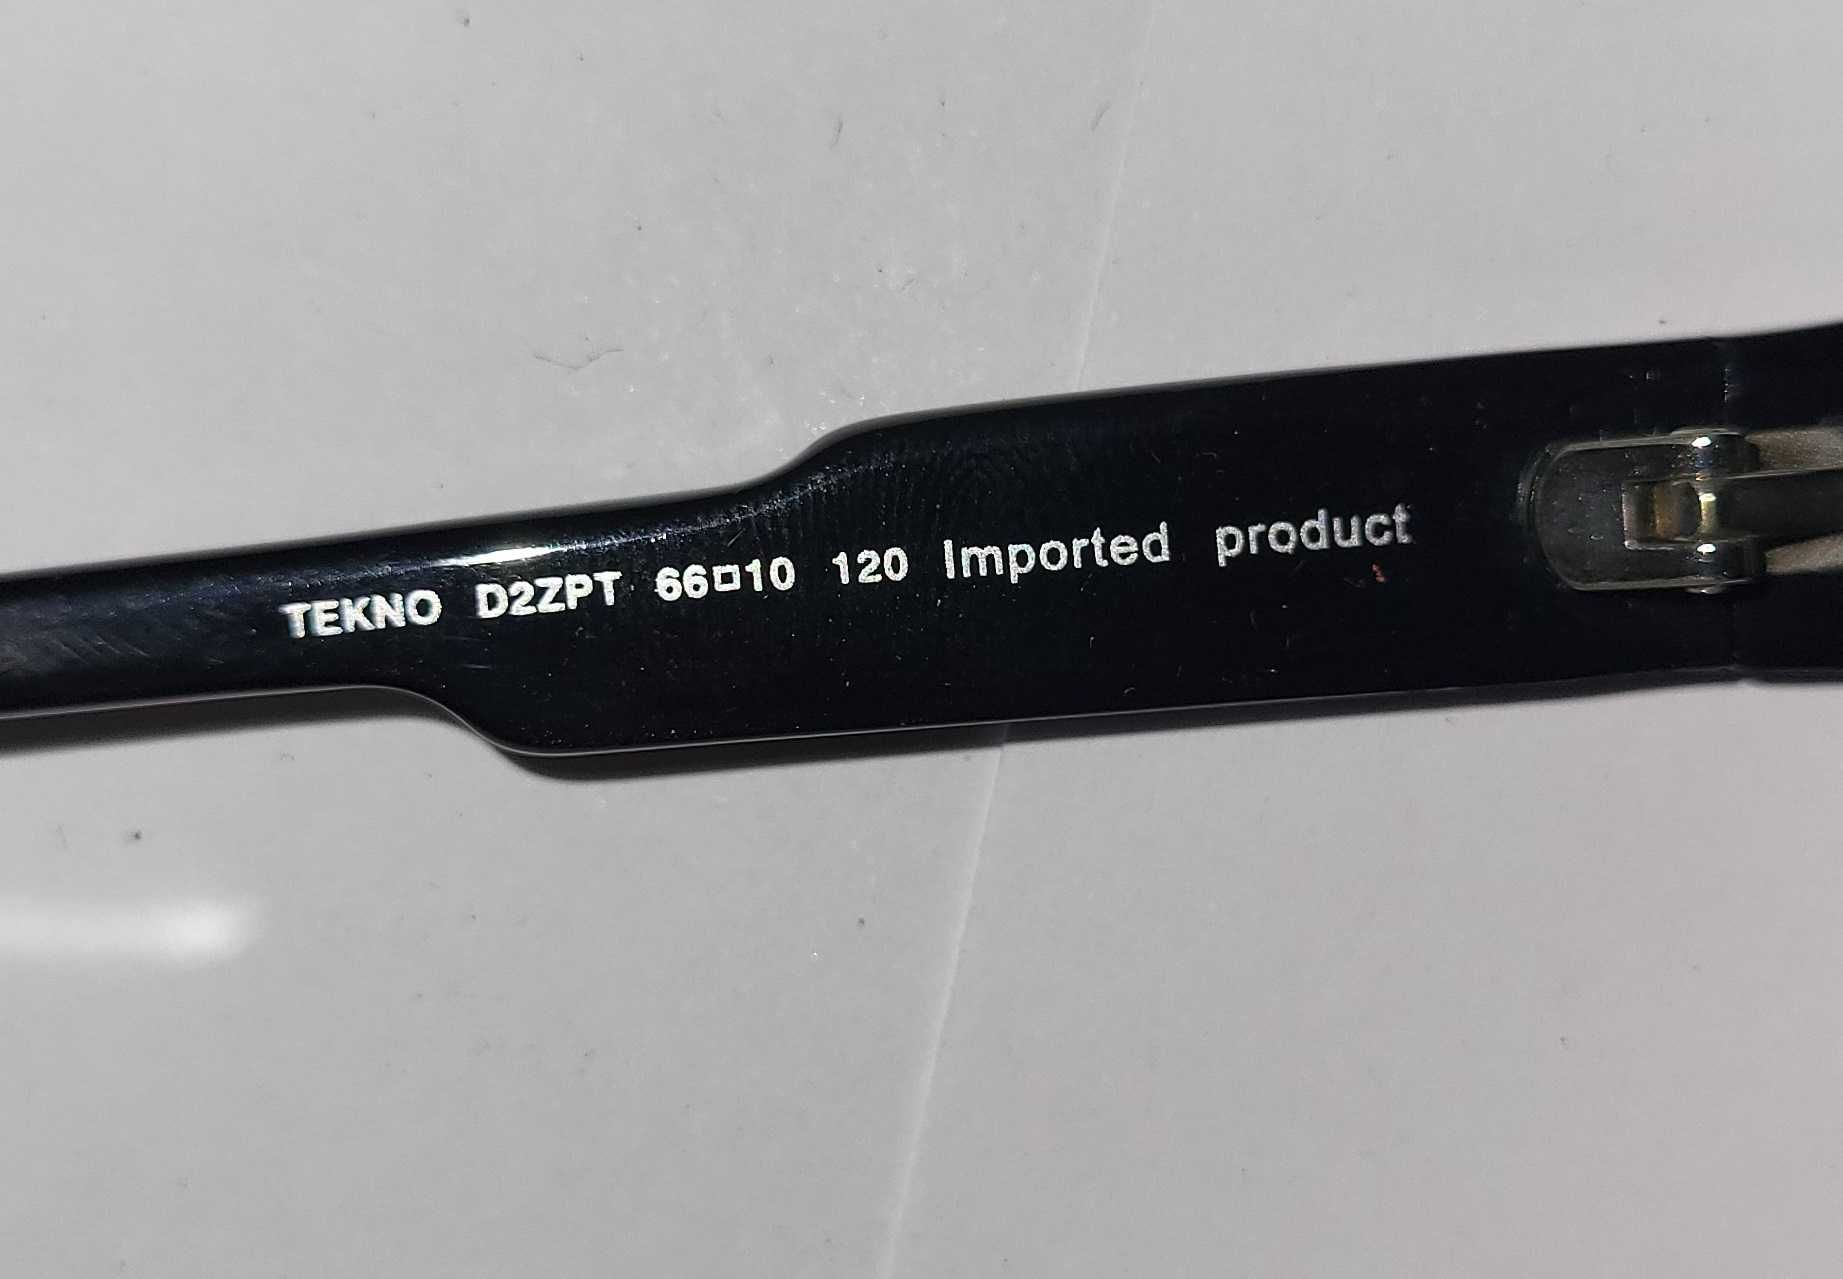 TEKNO D2ZPT 66□10 120 Imported product